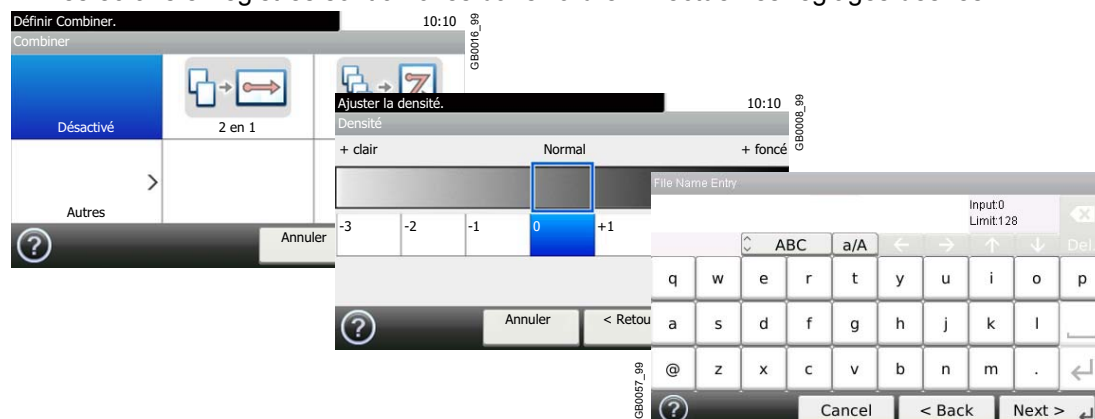 Définir Combiner. 10:10
Combiner
Désactivé
2 en 1
Autres
Annuler
GB0016_99
Ajuster la densité. 10:10
Densité
+ clair Normal + foncé
-3 -2 -1 0 +1
Annuler < Retou
GB0008_99
File Name Entry
Input:0
Limit:128
ABC a/A Del.
q w e r t y u i o p
a s d f g h j k l
@ z x c v b n m .
Cancel < Back Next >
GB0057_99